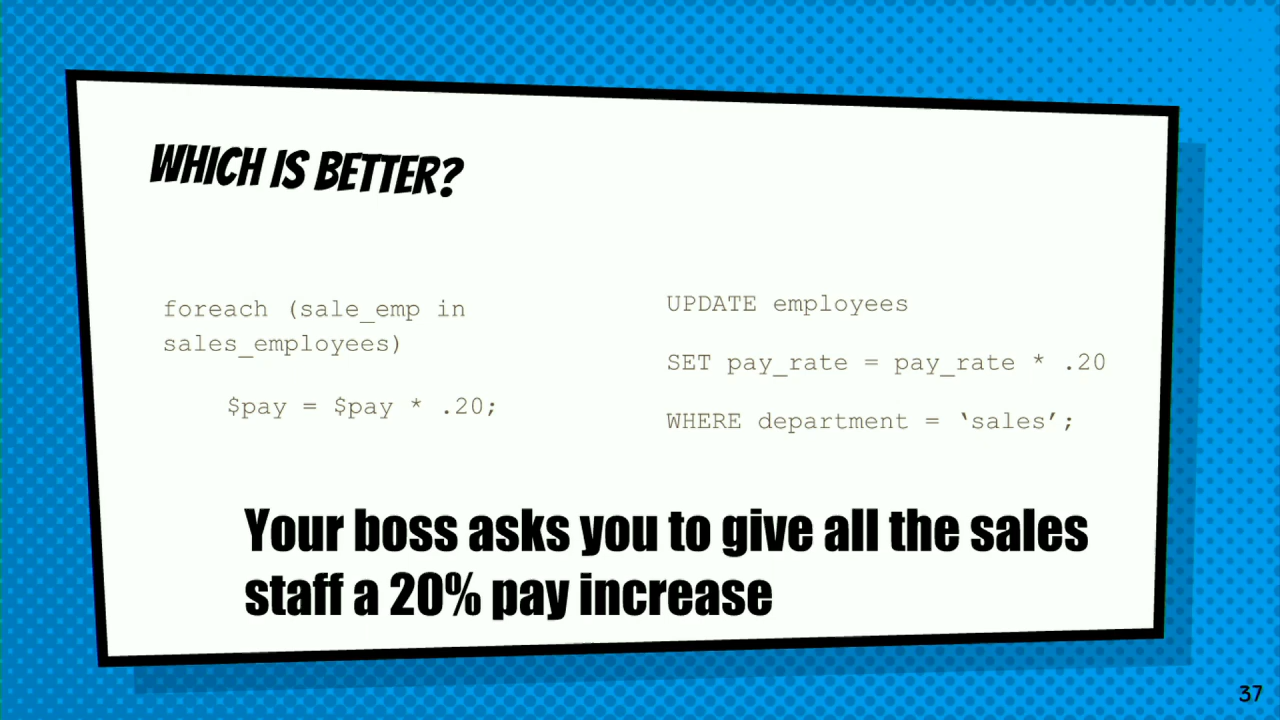 WHICH IS BETTER?
foreach (sale_emp in
sales_employees)
$pay = $pay * .20;
UPDATE employees
SET pay_rate = pay_rate * .20
WHERE department = ‘sales’;
Your boss asks you to give all the sales
staff a 20% pay increase
37